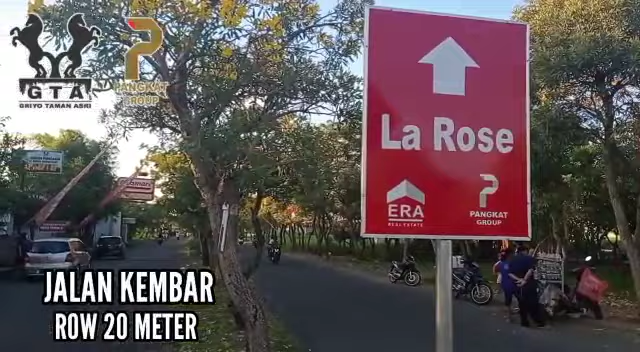 GTA
GRIYO TAMAN ASRI
PANGKAT
GROUP
La Rose
ERA
REAL ESTATE
PANGKAT
GROUP
JALAN KEMBAR
ROW 20 METER